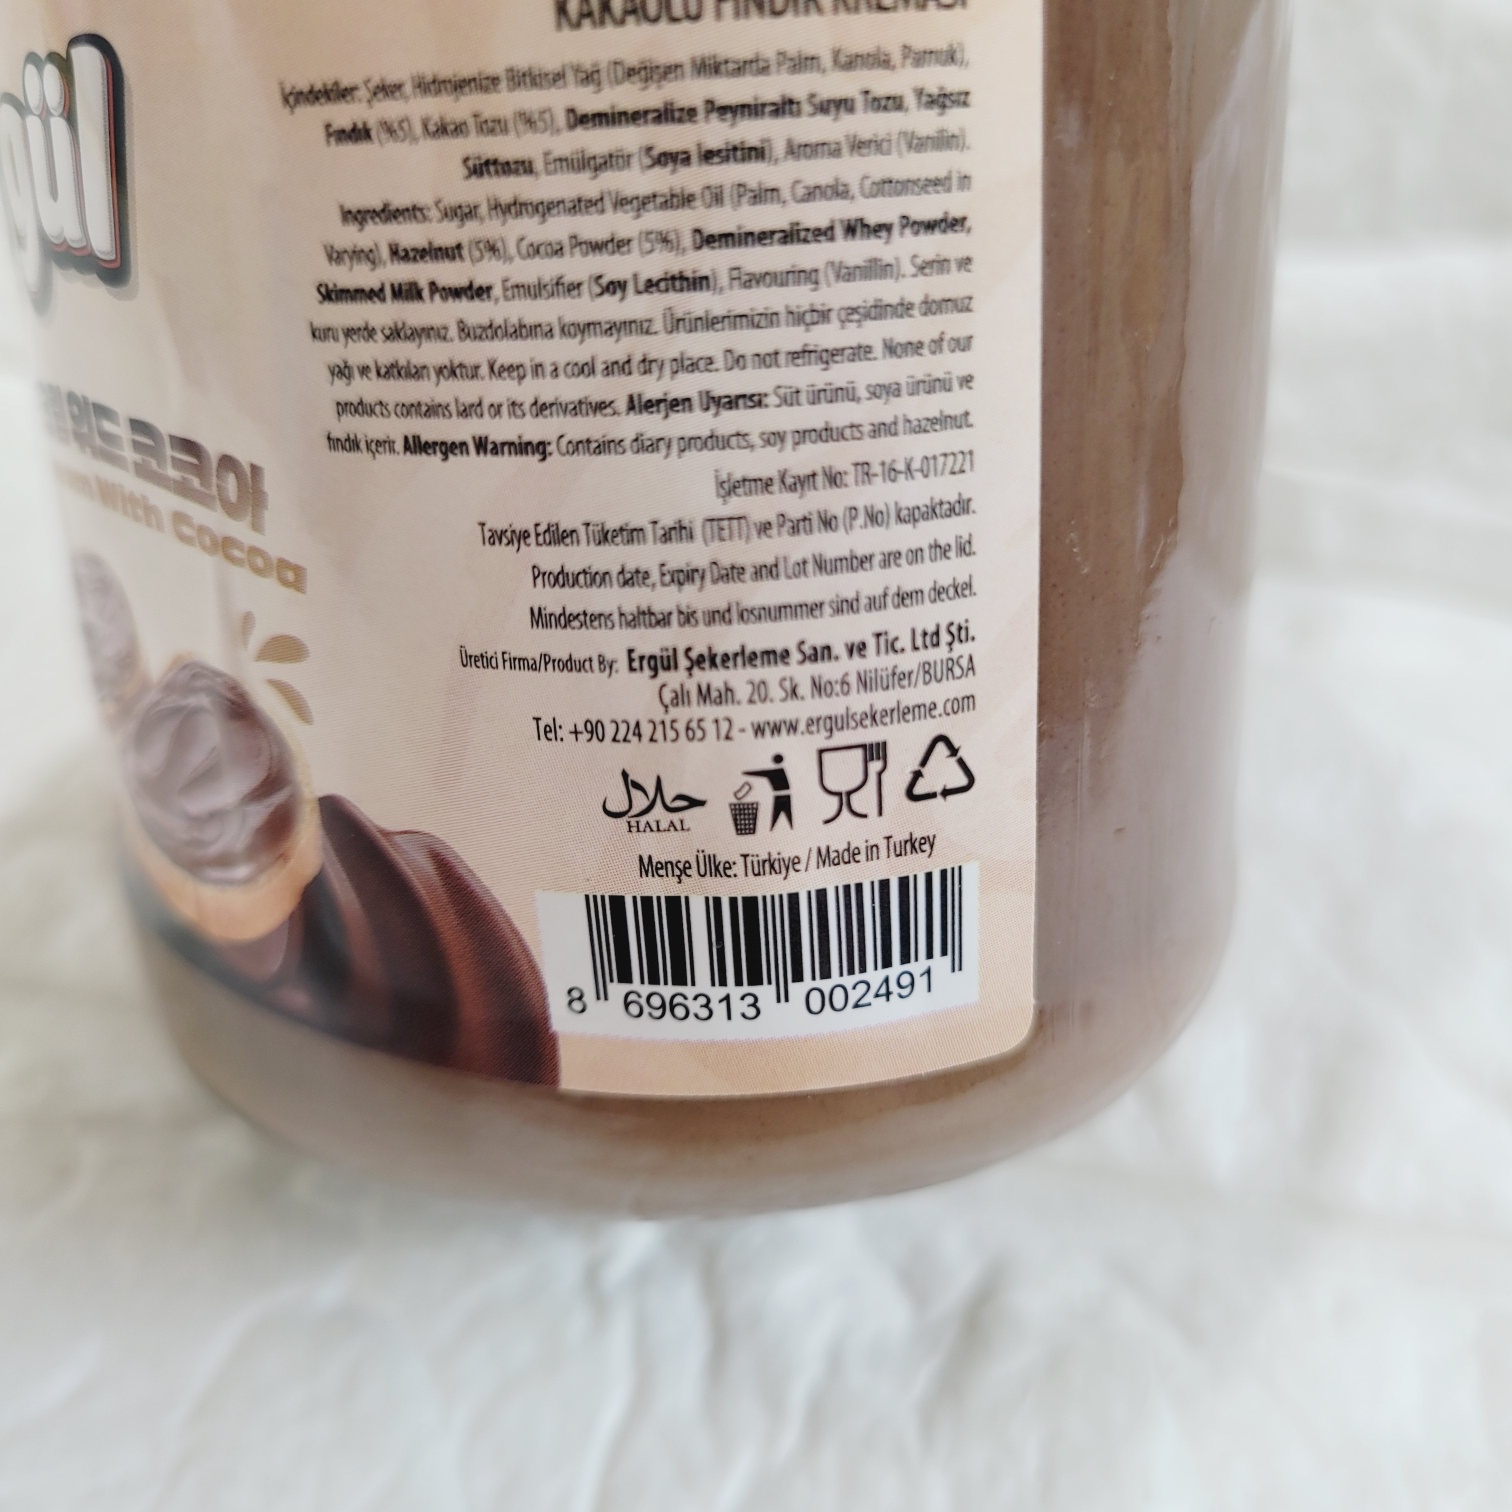 KAKAOLU FINDIK KREMASI
gül
İçindekiler: Şeker, Hidrojenize Bitkisel Yağ (Değişen Miktarda Palm, Kanola, Pamuk),
Fındık (%5), Kakao Tozu (%5), Demineralize Peyniraltı Suyu Tozu, Yağsız
Süttozu, Emülgatör (Soya lesitini), Aroma Verici (Vanilin).
Ingredients: Sugar, Hydrogenated Vegetable Oil (Palm, Canola, Cottonseed in
Varying), Hazelnut (5%), Cocoa Powder (5%), Demineralized Whey Powder,
Skimmed Milk Powder, Emulsifier (Soy Lecithin), Flavouring (Vanillin). Serin ve
kuru yerde saklayınız. Buzdolabına koymayınız. Ürünlerimizin hiçbir çeşidinde domuz
yağı ve katkıları yoktur. Keep in a cool and dry place. Do not refrigerate. None of our
products contains lard or its derivatives. Alerjen Uyarısı: Süt ürünü, soya ürünü ve
fındık içerir. Allergen Warning: Contains diary products, soy products and hazelnut.
İşletme Kayıt No: TR-16-K-017221
Tavsiye Edilen Tüketim Tarihi (TETT) ve Parti No (P.No) kapaktadır.
Production date, Expiry Date and Lot Number are on the lid.
Mindestens haltbar bis und losnummer sind auf dem deckel.
Üretici Firma/Product By: Ergül Şekerleme San. ve Tic. Ltd Şti.
Çalı Mah. 20. Sk. No:6 Nilüfer/BURSA
Tel: +90 224 215 65 12 - www.ergulsekerleme.com
위드 코코아
With Cocoa
حلال
HALAL
Menşe Ülke: Türkiye / Made in Turkey
8 696313 002491